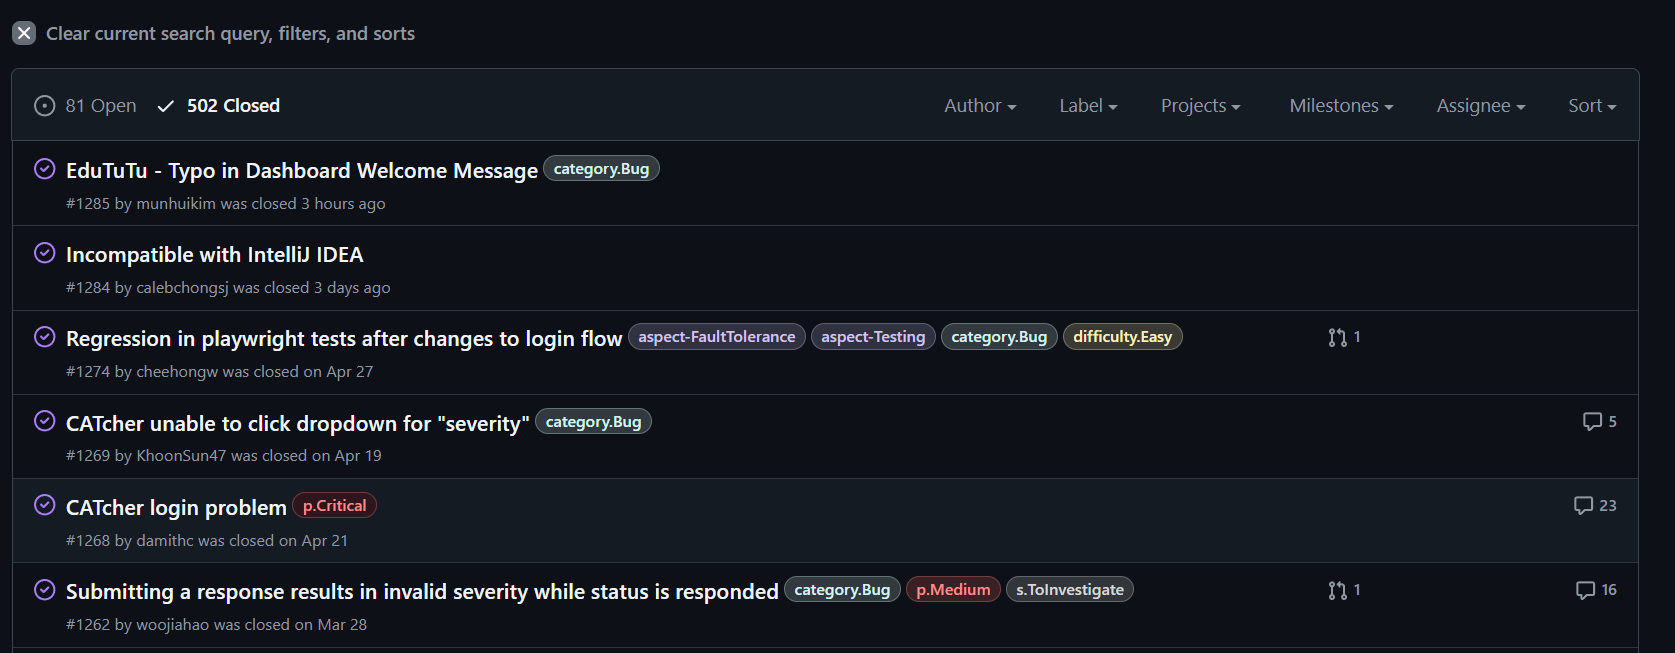 Clear current search query, filters, and sorts
81 Open 502 Closed Author Label Projects Milestones Assignee Sort
EduTuTu - Typo in Dashboard Welcome Message category.Bug
#1285 by munhuikim was closed 3 hours ago
Incompatible with IntelliJ IDEA
#1284 by calebchongsj was closed 3 days ago
Regression in playwright tests after changes to login flow aspect-FaultTolerance aspect-Testing category.Bug difficulty.Easy 1
#1274 by cheehongw was closed on Apr 27
CATcher unable to click dropdown for "severity" category.Bug 5
#1269 by KhoonSun47 was closed on Apr 19
CATcher login problem p.Critical 23
#1268 by damithc was closed on Apr 21
Submitting a response results in invalid severity while status is responded category.Bug p.Medium s.ToInvestigate 1 16
#1262 by woojiahao was closed on Mar 28